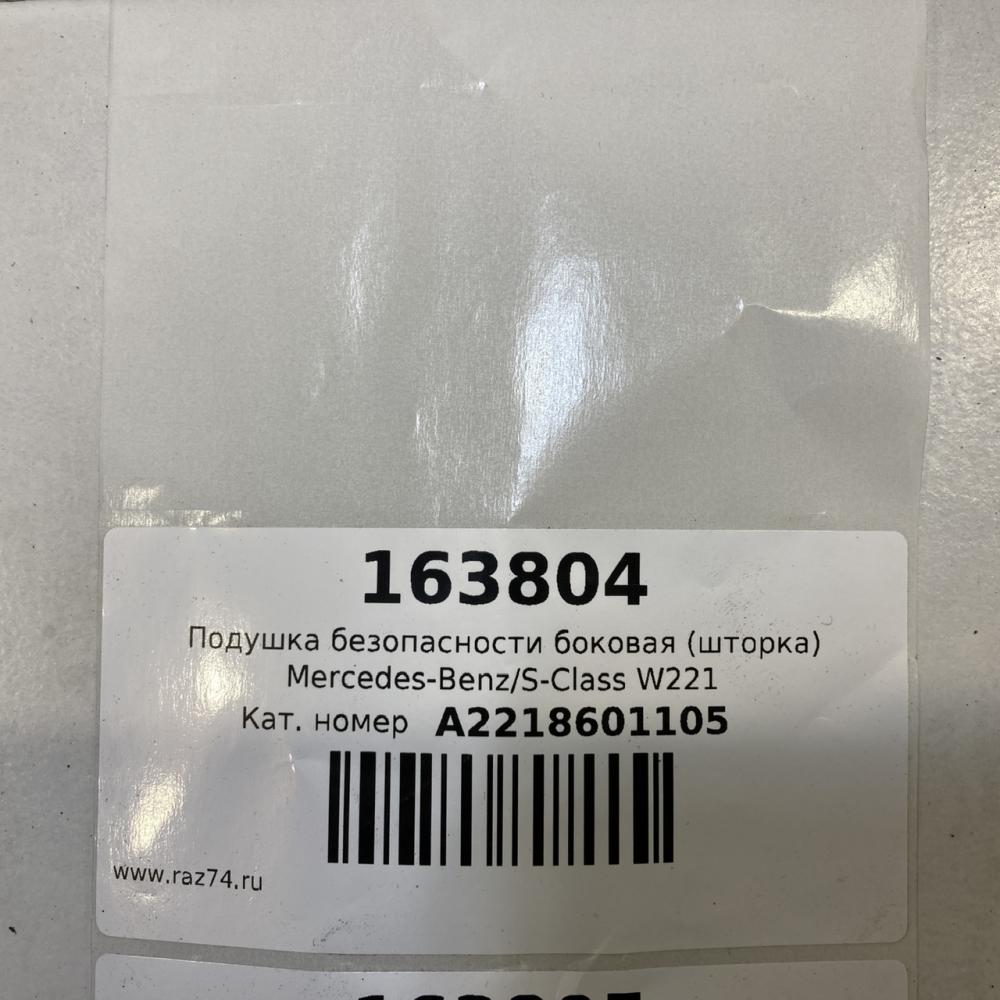 163804
Подушка безопасности боковая (шторка)
Mercedes-Benz/S-Class W221
Кат. номер A2218601105
www.raz74.ru